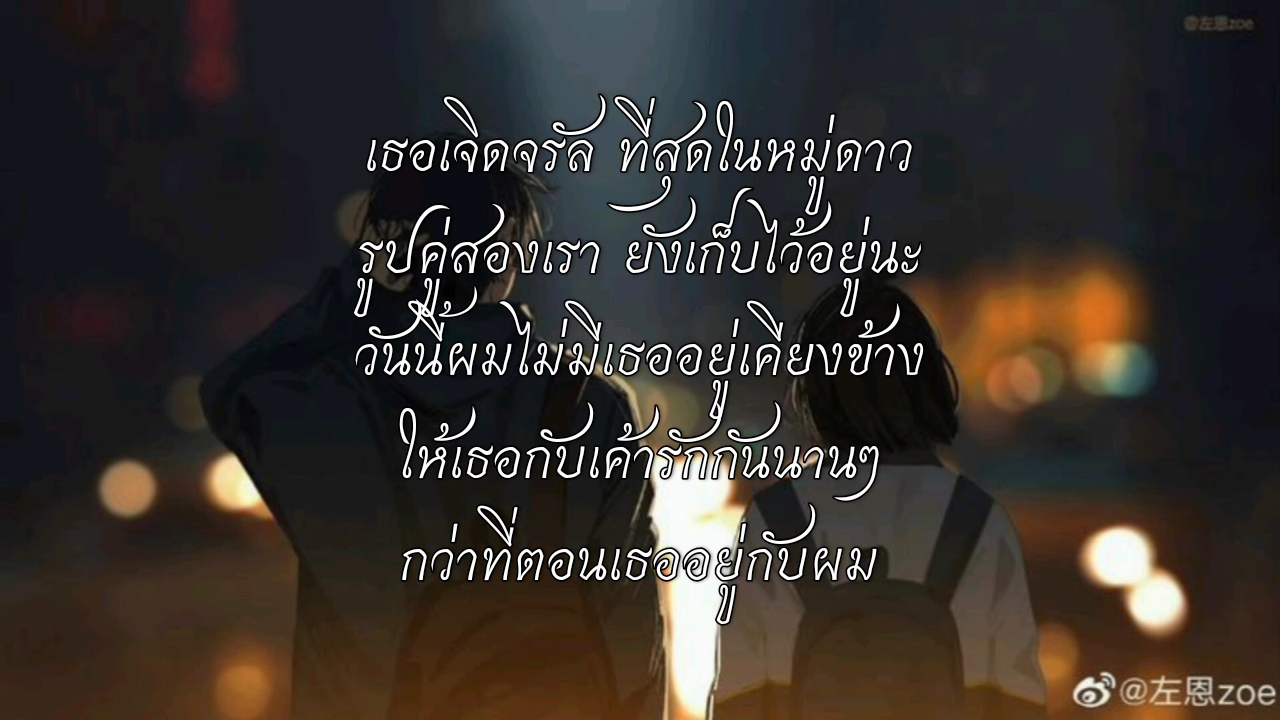 @左恩zoe
เธอเจิดจรัส ที่สุดในหมู่ดาว
รูปคู่สองเรา ยังเก็บไว้อยู่นะ
วันนี้ผมไม่มีเธออยู่เคียงข้าง
ให้เธอกับเค้ารักกันนานๆ
กว่าที่ตอนเธออยู่กับผม
@左恩zoe